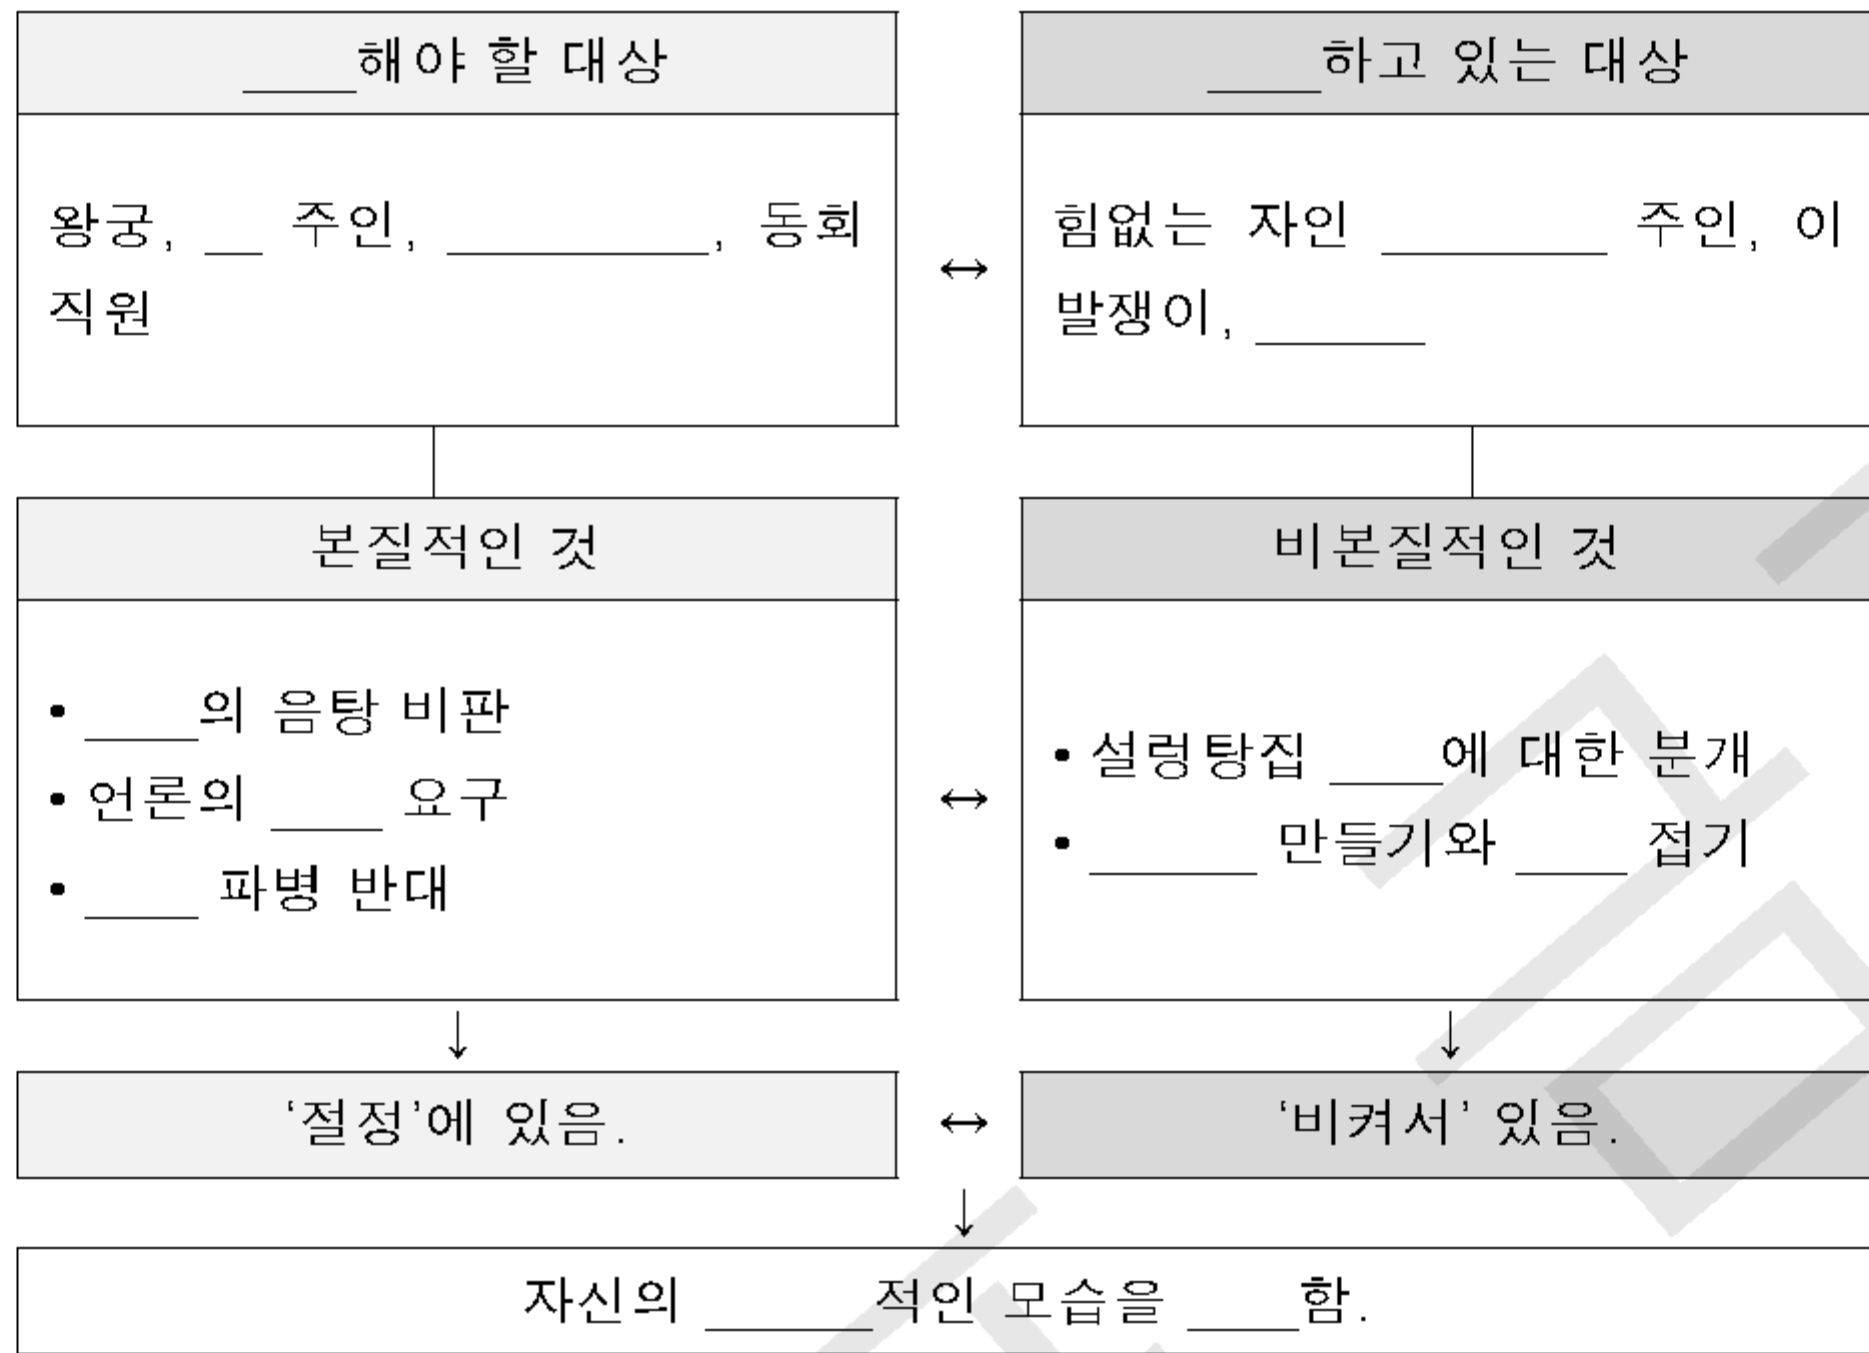 ____해야 할 대상
____하고 있는 대상
왕궁, __ 주인, ________, 동회
직원
↔
힘없는 자인 ________ 주인, 이
발쟁이, ______
본질적인 것
비본질적인 것
• ____의 음탕 비판
• 언론의 ____ 요구
• ____ 파병 반대
↔
• 설렁탕집 ____에 대한 분개
• ______ 만들기와 ____ 접기
↓
↓
‘절정’에 있음.
↔
‘비켜서’ 있음.
↓
자신의 ______적인 모습을 ____함.